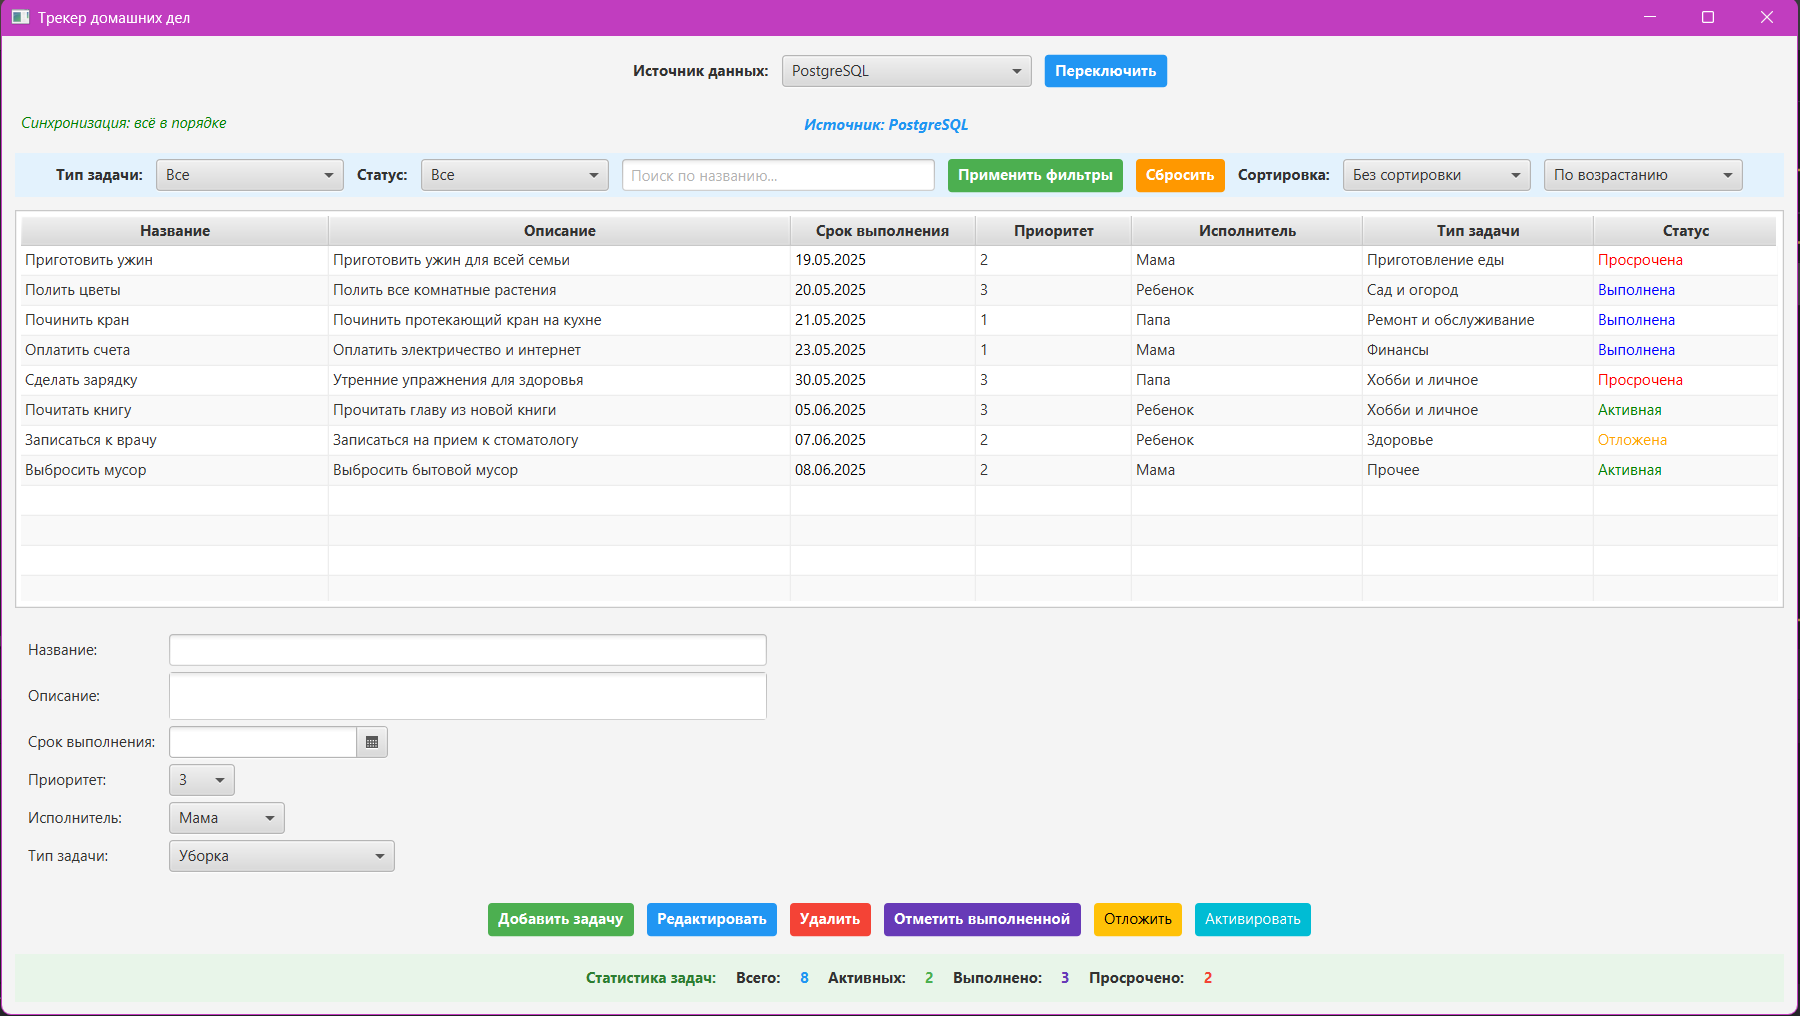 Трекер домашних дел
Источник данных: PostgreSQL Переключить
Синхронизация: всё в порядке Источник: PostgreSQL
Тип задачи: Все Статус: Все Поиск по названию... Применить фильтры Сбросить Сортировка: Без сортировки По возрастанию
Название Описание Срок выполнения Приоритет Исполнитель Тип задачи Статус
Приготовить ужин Приготовить ужин для всей семьи 19.05.2025 2 Мама Приготовление еды Просрочена
Полить цветы Полить все комнатные растения 20.05.2025 3 Ребенок Сад и огород Выполнена
Починить кран Починить протекающий кран на кухне 21.05.2025 1 Папа Ремонт и обслуживание Выполнена
Оплатить счета Оплатить электричество и интернет 23.05.2025 1 Мама Финансы Выполнена
Сделать зарядку Утренние упражнения для здоровья 30.05.2025 3 Папа Хобби и личное Просрочена
Почитать книгу Прочитать главу из новой книги 05.06.2025 3 Ребенок Хобби и личное Активная
Записаться к врачу Записаться на прием к стоматологу 07.06.2025 2 Ребенок Здоровье Отложена
Выбросить мусор Выбросить бытовой мусор 08.06.2025 2 Мама Прочее Активная
Название:
Описание:
Срок выполнения:
Приоритет: 3
Исполнитель: Мама
Тип задачи: Уборка
Добавить задачу Редактировать Удалить Отметить выполненной Отложить Активировать
Статистика задач: Всего: 8 Активных: 2 Выполнено: 3 Просрочено: 2